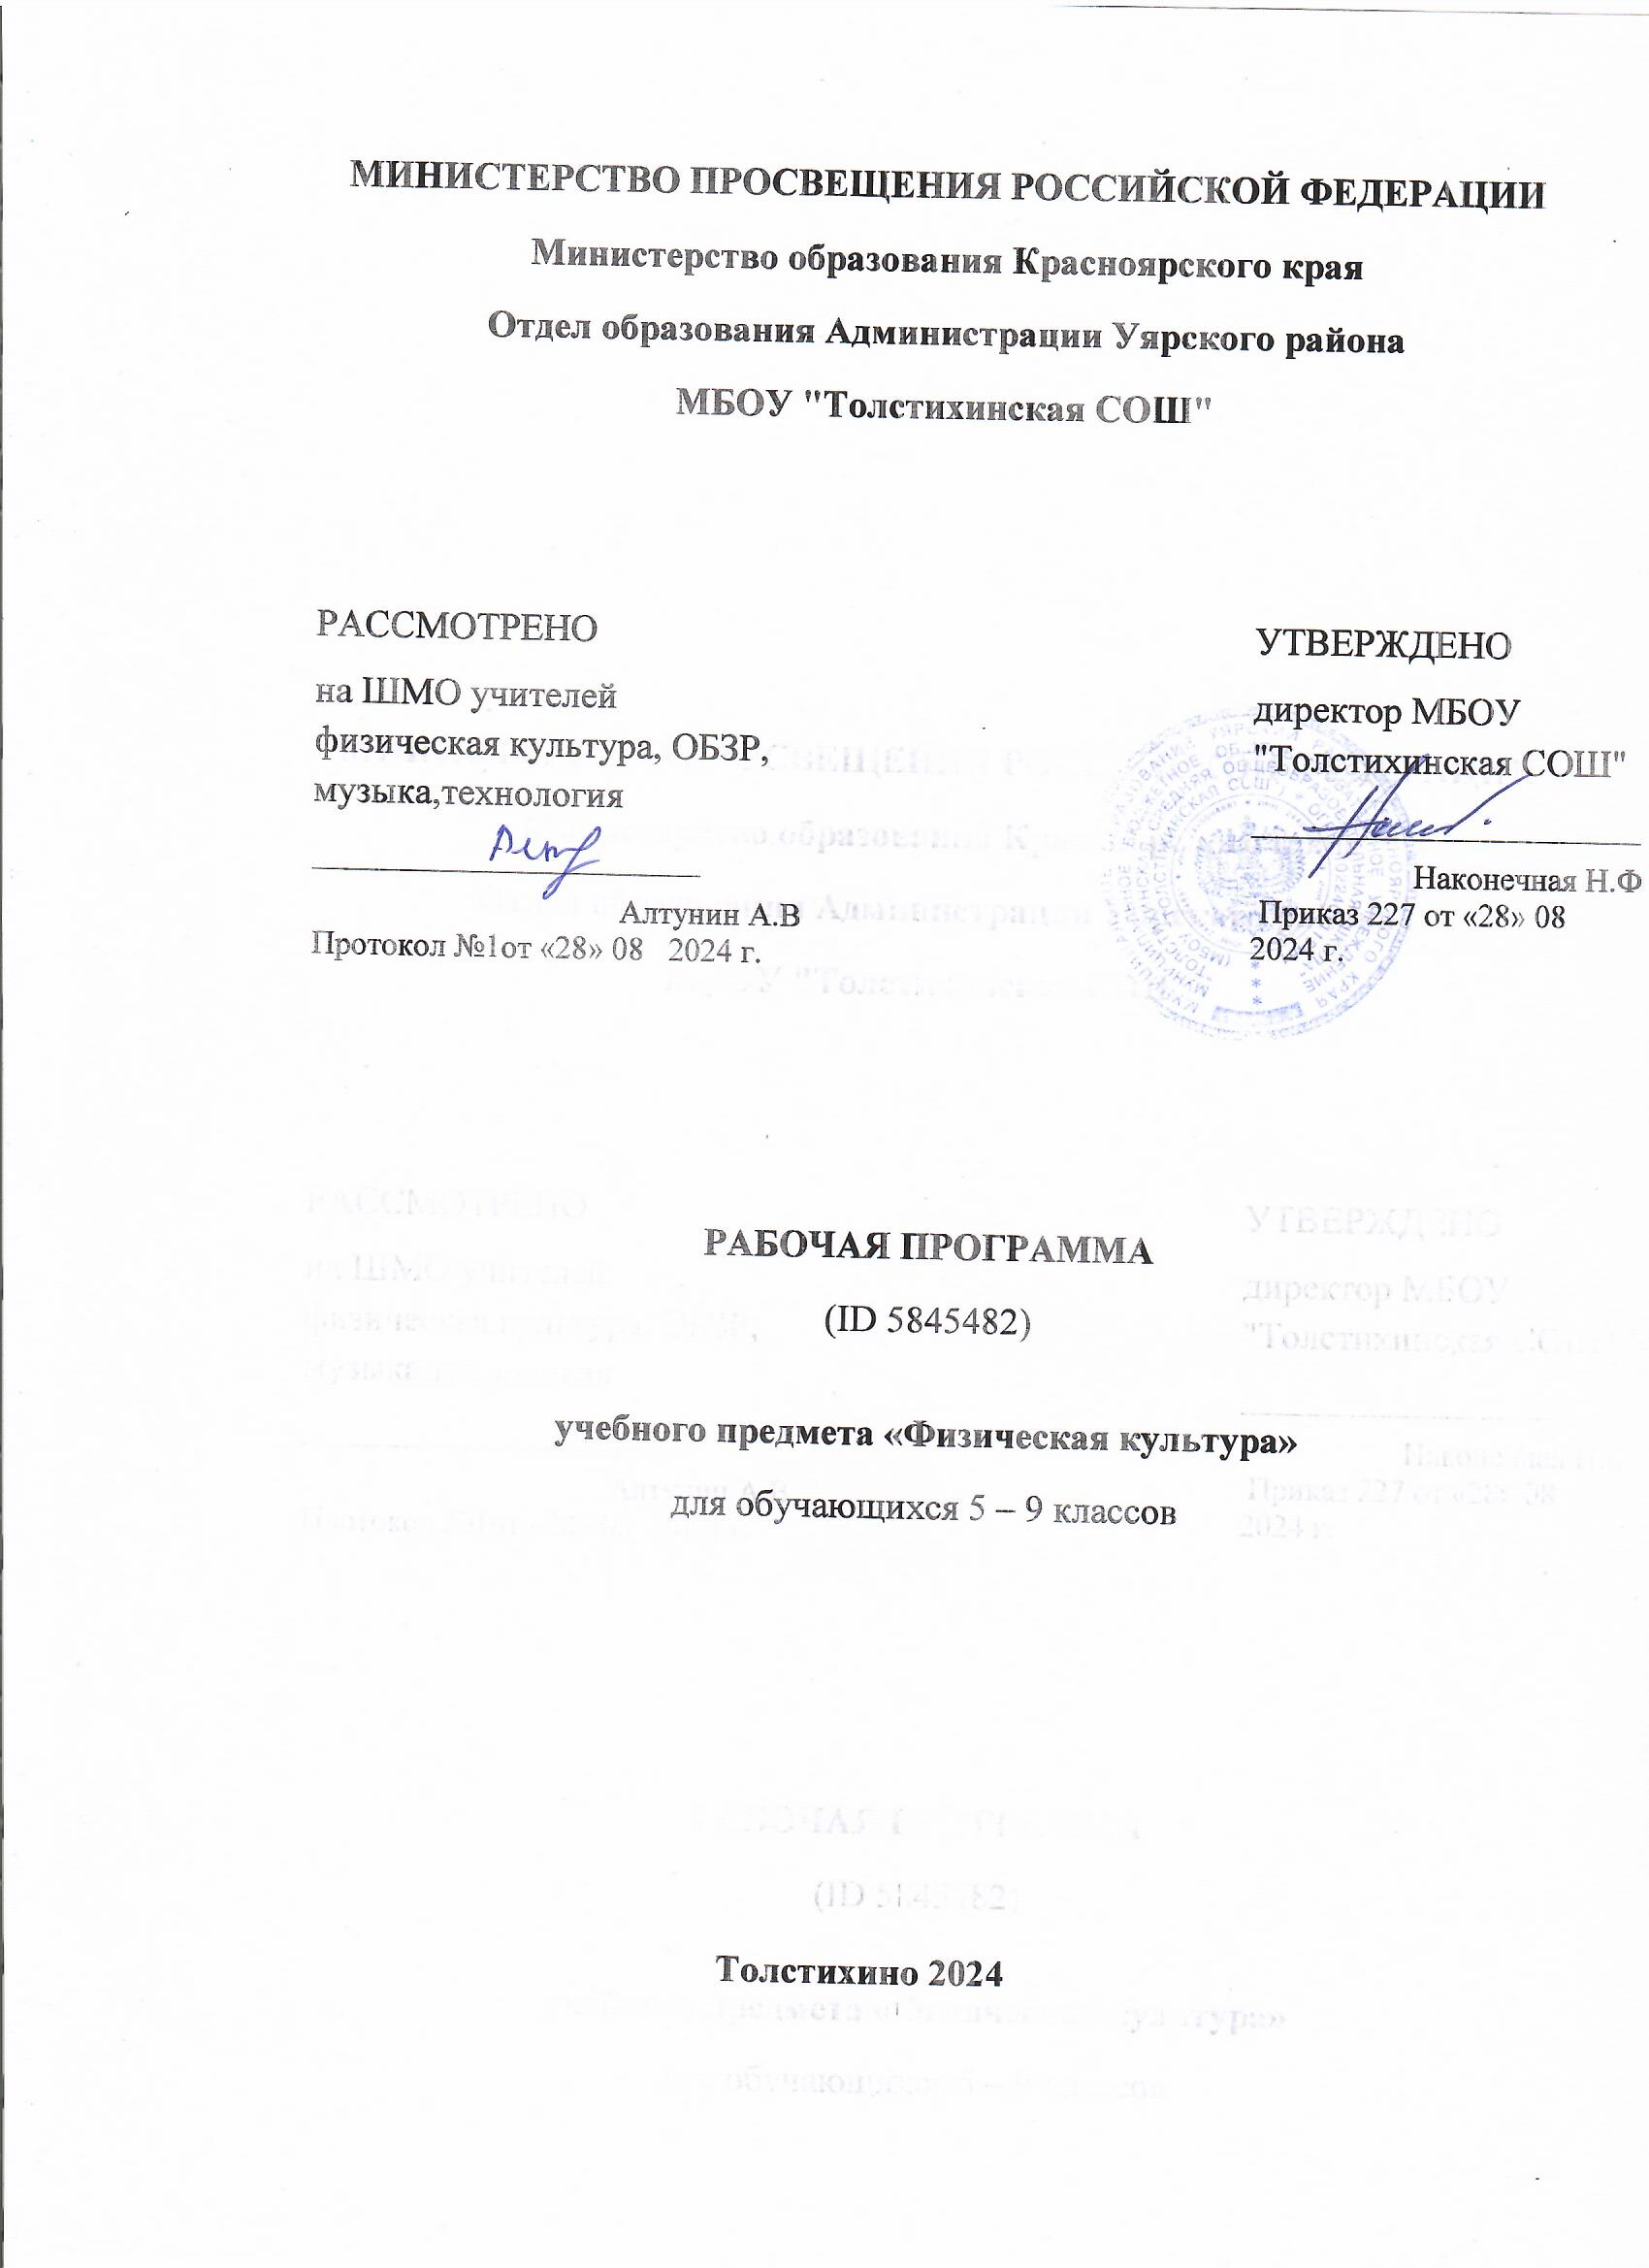 МИНИСТЕРСТВО ПРОСВЕЩЕНИЯ РОССИЙСКОЙ ФЕДЕРАЦИИ
Министерство образования Красноярского края
Отдел образования Администрации Уярского района
МБОУ "Толстихинская СОШ"
РАССМОТРЕНО
на ШМО учителей
физическая культура, ОБЗР,
музыка,технология
Алтунин А.В
Протокол №1от «28» 08 2024 г.
УТВЕРЖДЕНО
директор МБОУ
"Толстихинская СОШ"
Наконечная Н.Ф
Приказ 227 от «28» 08
2024 г.
РАБОЧАЯ ПРОГРАММА
(ID 5845482)
учебного предмета «Физическая культура»
для обучающихся 5 – 9 классов
Толстихино 2024